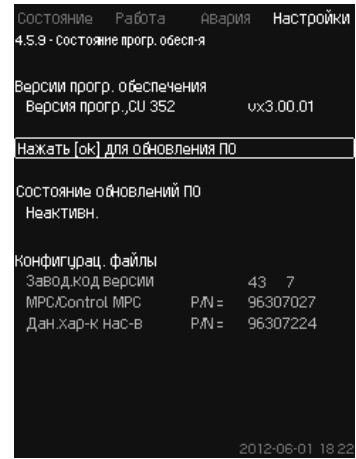 Состояние Работа Авария Настройки
4.5.9 - Состояние прогр. обесп-я
Версии прогр. обеспечения
Версия прогр.,CU 352 vx3.00.01
Нажать [ok] для обновления ПО
Состояние обновлений ПО
Неактивн.
Конфигурац. файлы
Завод.код версии 43 7
MPC/Control MPC P/N = 96307027
Дан.хар-к нас-в P/N = 96307224
2012-06-01 18:22